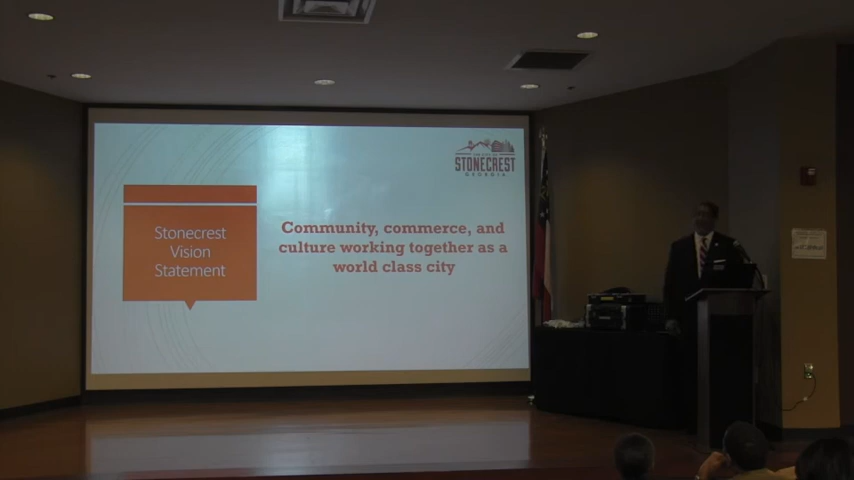 STONECREST
GEORGIA
Stonecrest
Vision
Statement
Community, commerce, and
culture working together as a
world class city